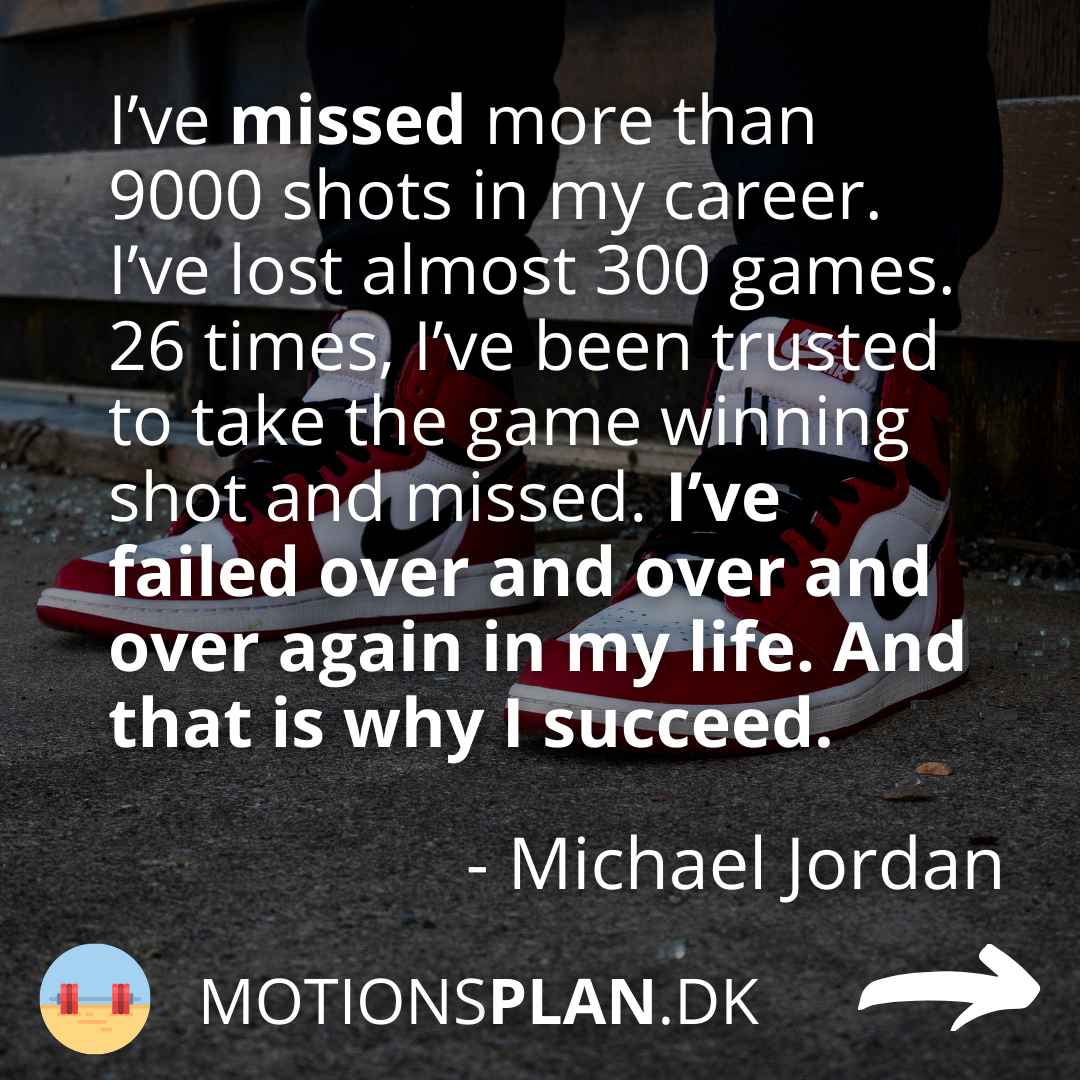 I’ve missed more than
9000 shots in my career.
I’ve lost almost 300 games.
26 times, I’ve been trusted
to take the game winning
shot and missed. I’ve
failed over and over and
over again in my life. And
that is why I succeed.
- Michael Jordan
MOTIONSPLAN.DK